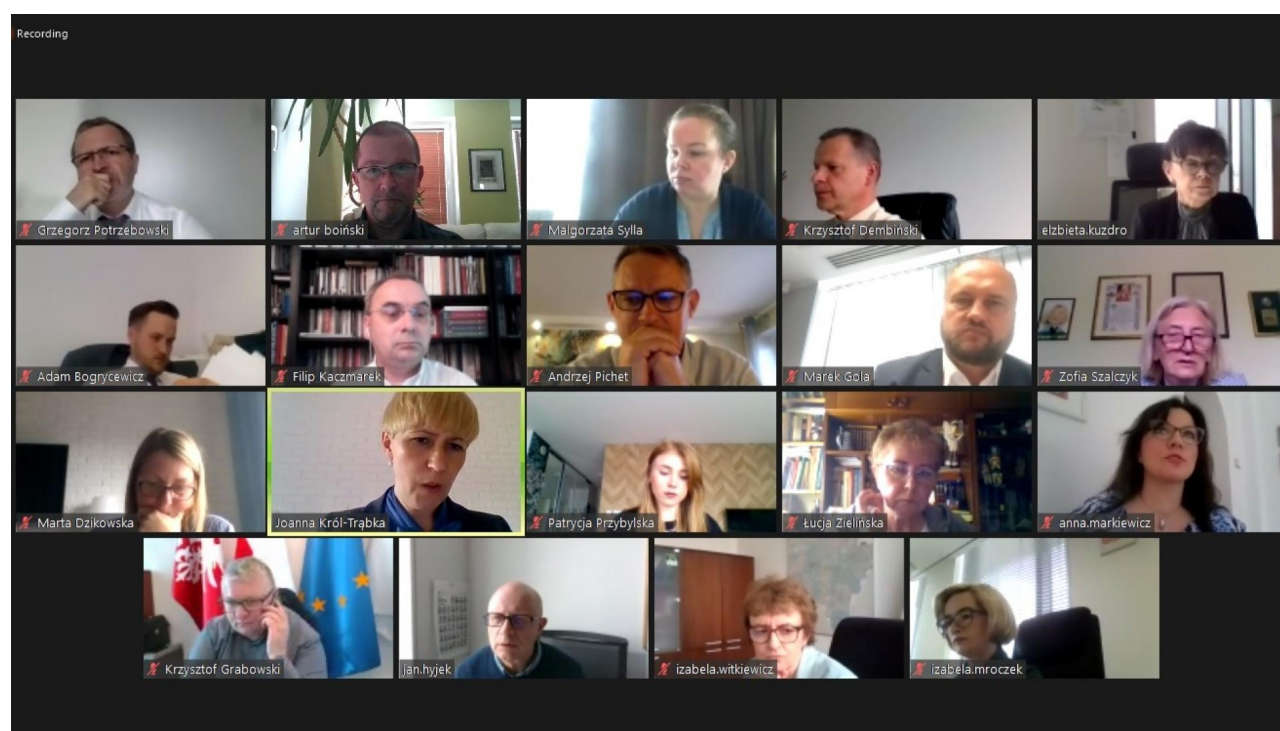 Recording
Grzegorz Potrzebowski
artur boiński
Malgorzata Sylla
Krzysztof Dembiński
elzbieta.kuzdro
Adam Bogrycewicz
Filip Kaczmarek
Andrzej Pichet
Marek Gola
Zofia Szalczyk
Marta Dzikowska
Joanna Król-Trąbka
Patrycja Przybylska
Łucja Zielińska
anna.markiewicz
Krzysztof Grabowski
jan.hyjek
izabela.witkiewicz
izabela.mroczek